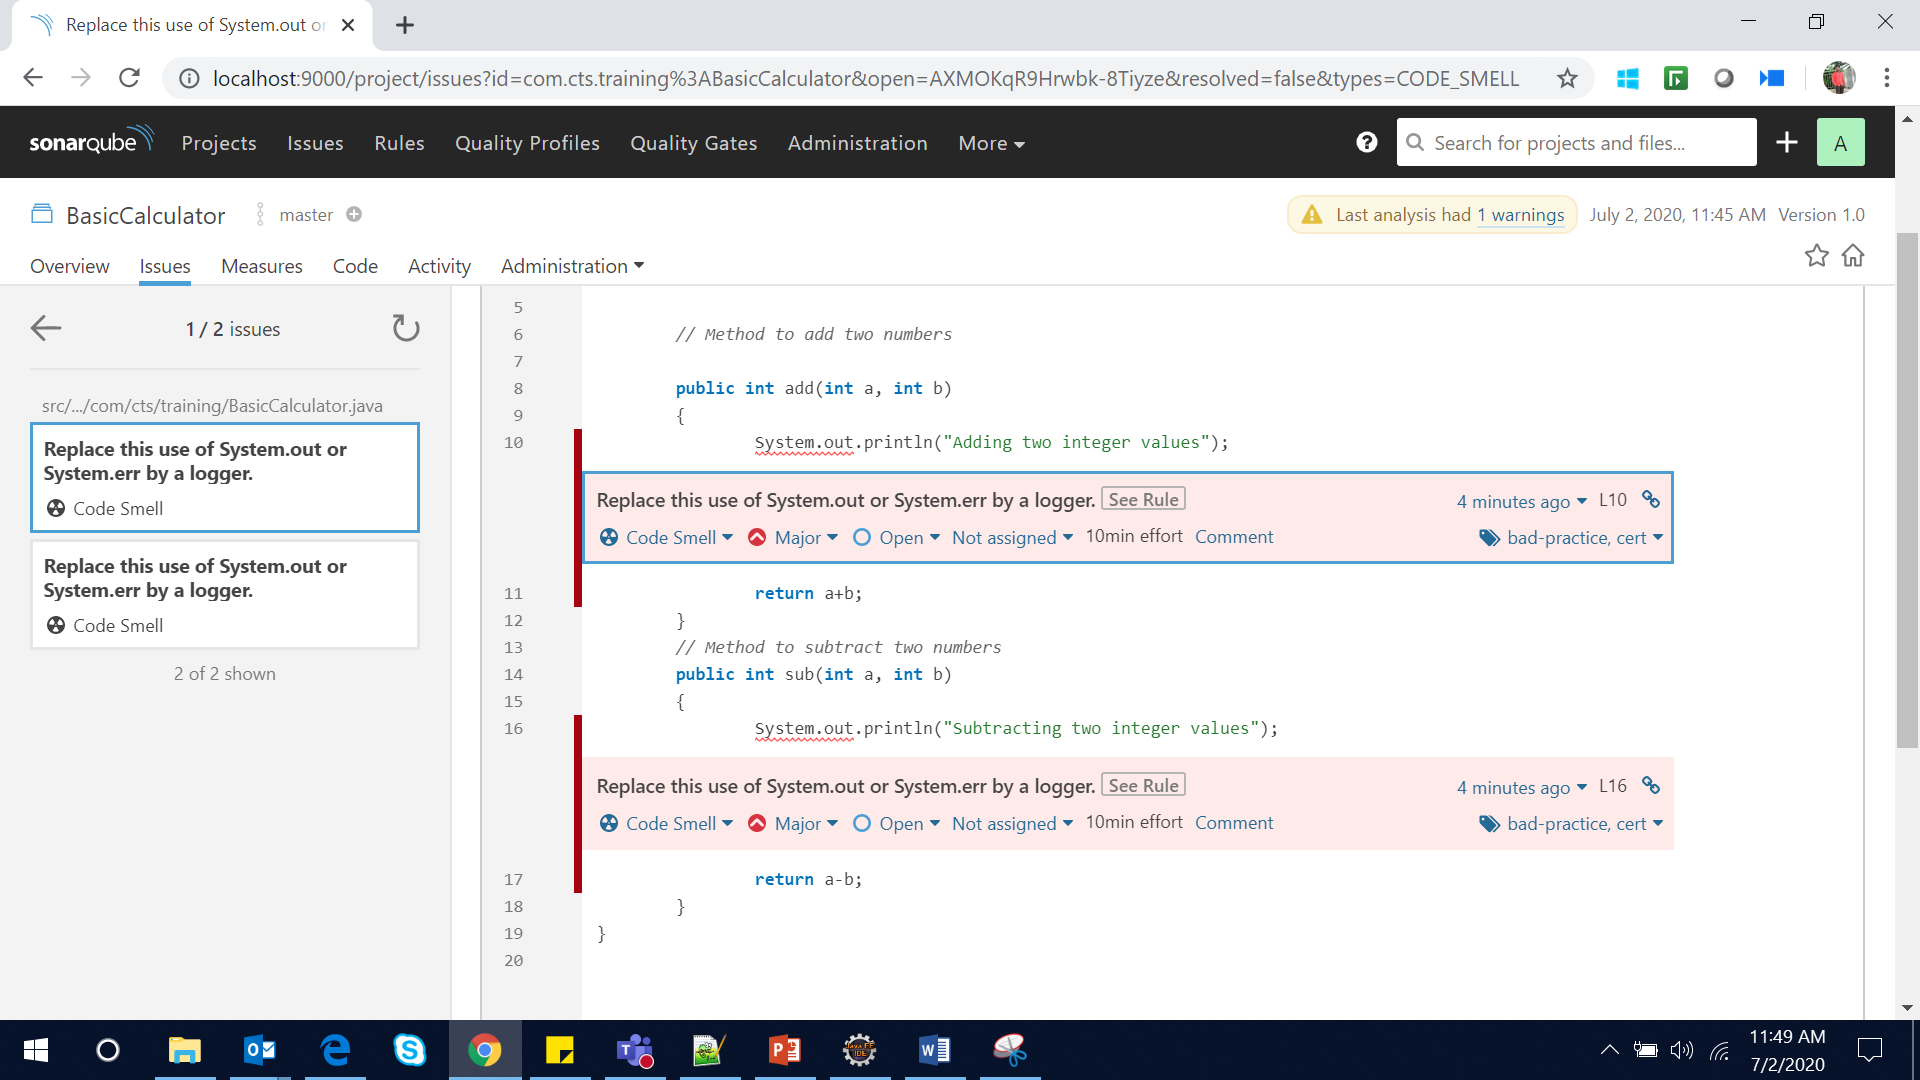 Replace this use of System.out or
localhost:9000/project/issues?id=com.cts.training%3ABasicCalculator&open=AXMOKqR9Hrwbk-8Tiyze&resolved=false&types=CODE_SMELL
sonarqube Projects Issues Rules Quality Profiles Quality Gates Administration More Search for projects and files... A
BasicCalculator master Last analysis had 1 warnings July 2, 2020, 11:45 AM Version 1.0
Overview Issues Measures Code Activity Administration
1 / 2 issues
src/.../com/cts/training/BasicCalculator.java
Replace this use of System.out or
System.err by a logger.
Code Smell
Replace this use of System.out or
System.err by a logger.
Code Smell
2 of 2 shown
5
6 // Method to add two numbers
7
8 public int add(int a, int b)
9 {
10 System.out.println("Adding two integer values");
Replace this use of System.out or System.err by a logger. See Rule 4 minutes ago L10
Code Smell Major Open Not assigned 10min effort Comment bad-practice, cert
11 return a+b;
12 }
13 // Method to subtract two numbers
14 public int sub(int a, int b)
15 {
16 System.out.println("Subtracting two integer values");
Replace this use of System.out or System.err by a logger. See Rule 4 minutes ago L16
Code Smell Major Open Not assigned 10min effort Comment bad-practice, cert
17 return a-b;
18 }
19 }
20
11:49 AM
7/2/2020